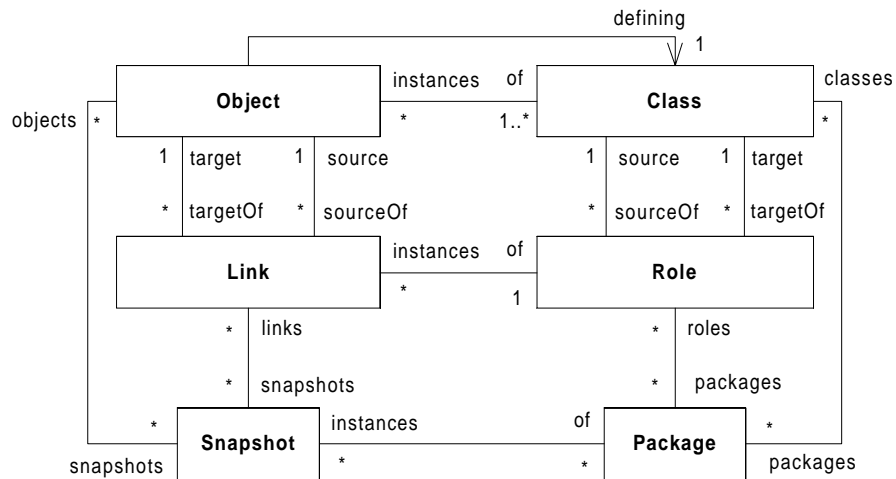 defining
1
instances of classes
Object Class
objects * * 1..* *
1 target 1 source 1 source 1 target
* targetOf * sourceOf * sourceOf * targetOf
instances of
Link Role
* 1
* links * roles
* snapshots * packages
* instances of *
Snapshot Package
snapshots * * packages